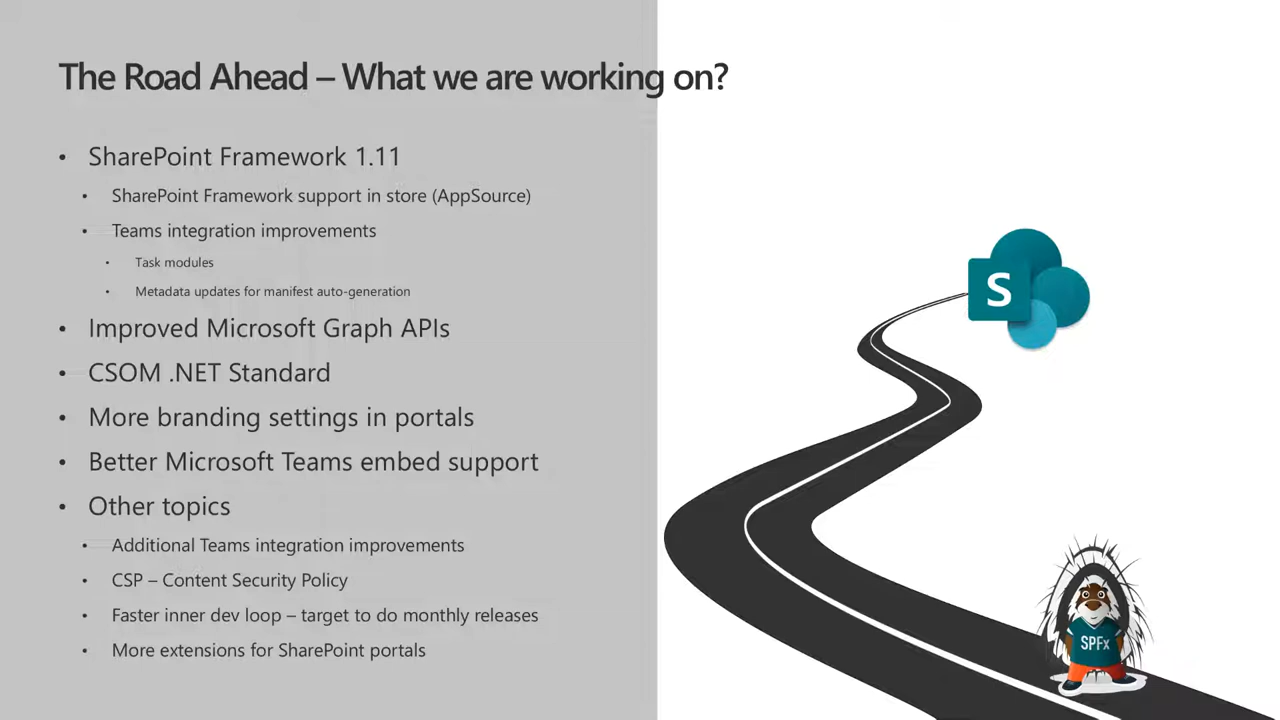 The Road Ahead – What we are working on?
• SharePoint Framework 1.11
• SharePoint Framework support in store (AppSource)
• Teams integration improvements
• Task modules
• Metadata updates for manifest auto-generation
• Improved Microsoft Graph APIs
• CSOM .NET Standard
• More branding settings in portals
• Better Microsoft Teams embed support
• Other topics
• Additional Teams integration improvements
• CSP – Content Security Policy
• Faster inner dev loop – target to do monthly releases
• More extensions for SharePoint portals
S
SPFx